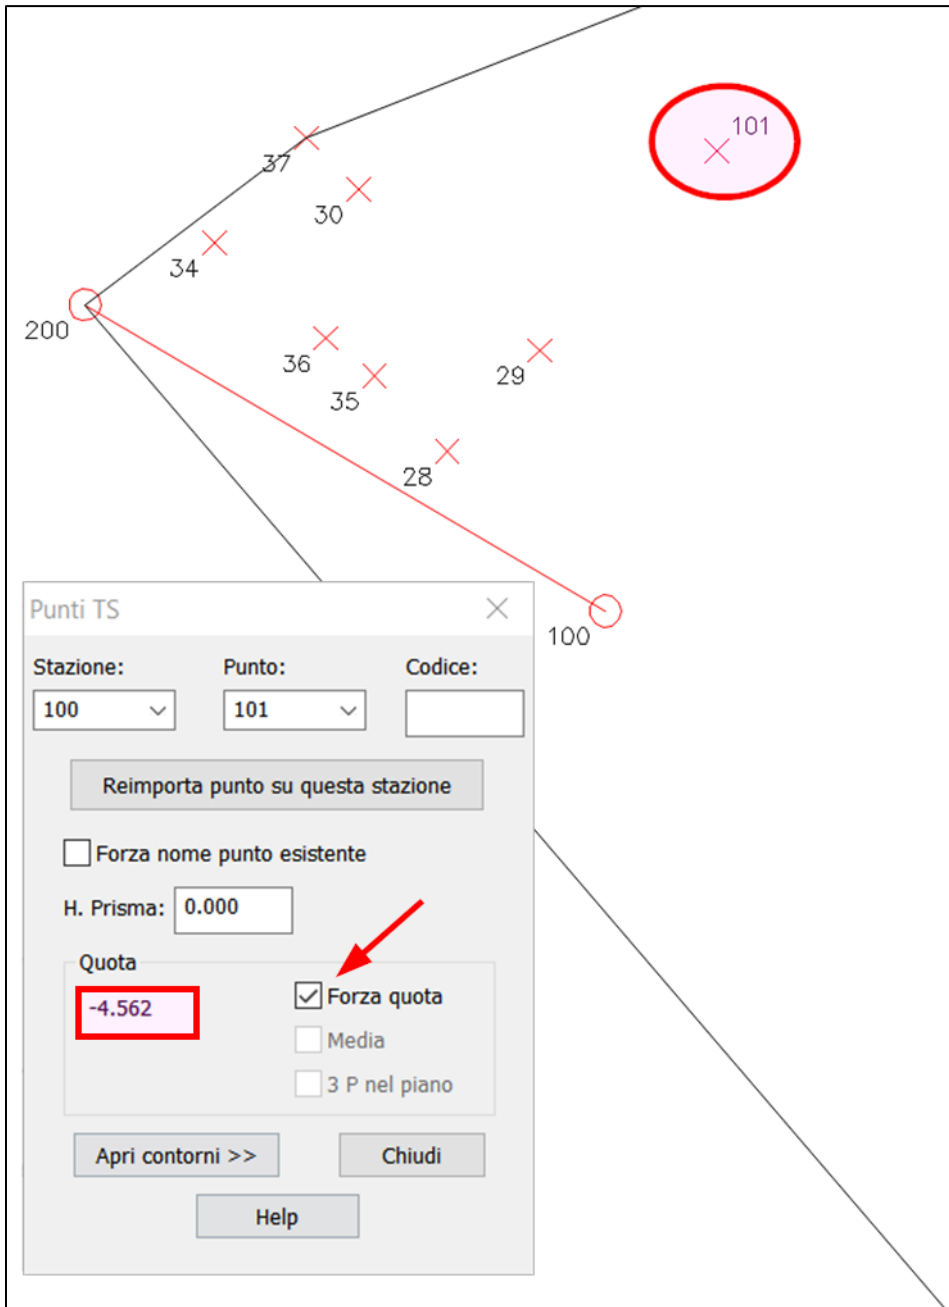 101
37
30
34
200
36
29
35
28
100
Punti TS
Stazione: Punto: Codice:
100 101
Reimporta punto su questa stazione
Forza nome punto esistente
H. Prisma: 0.000
Quota
-4.562 Forza quota
Media
3 P nel piano
Apri contorni >> Chiudi
Help